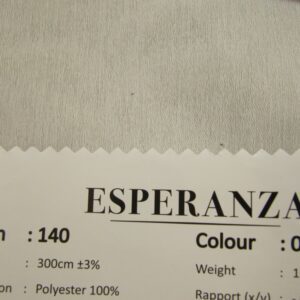 ESPERANZA
: 140 Colour : 0
: 300cm ±3% Weight : 1
: Polyester 100% Rapport (x/y) :